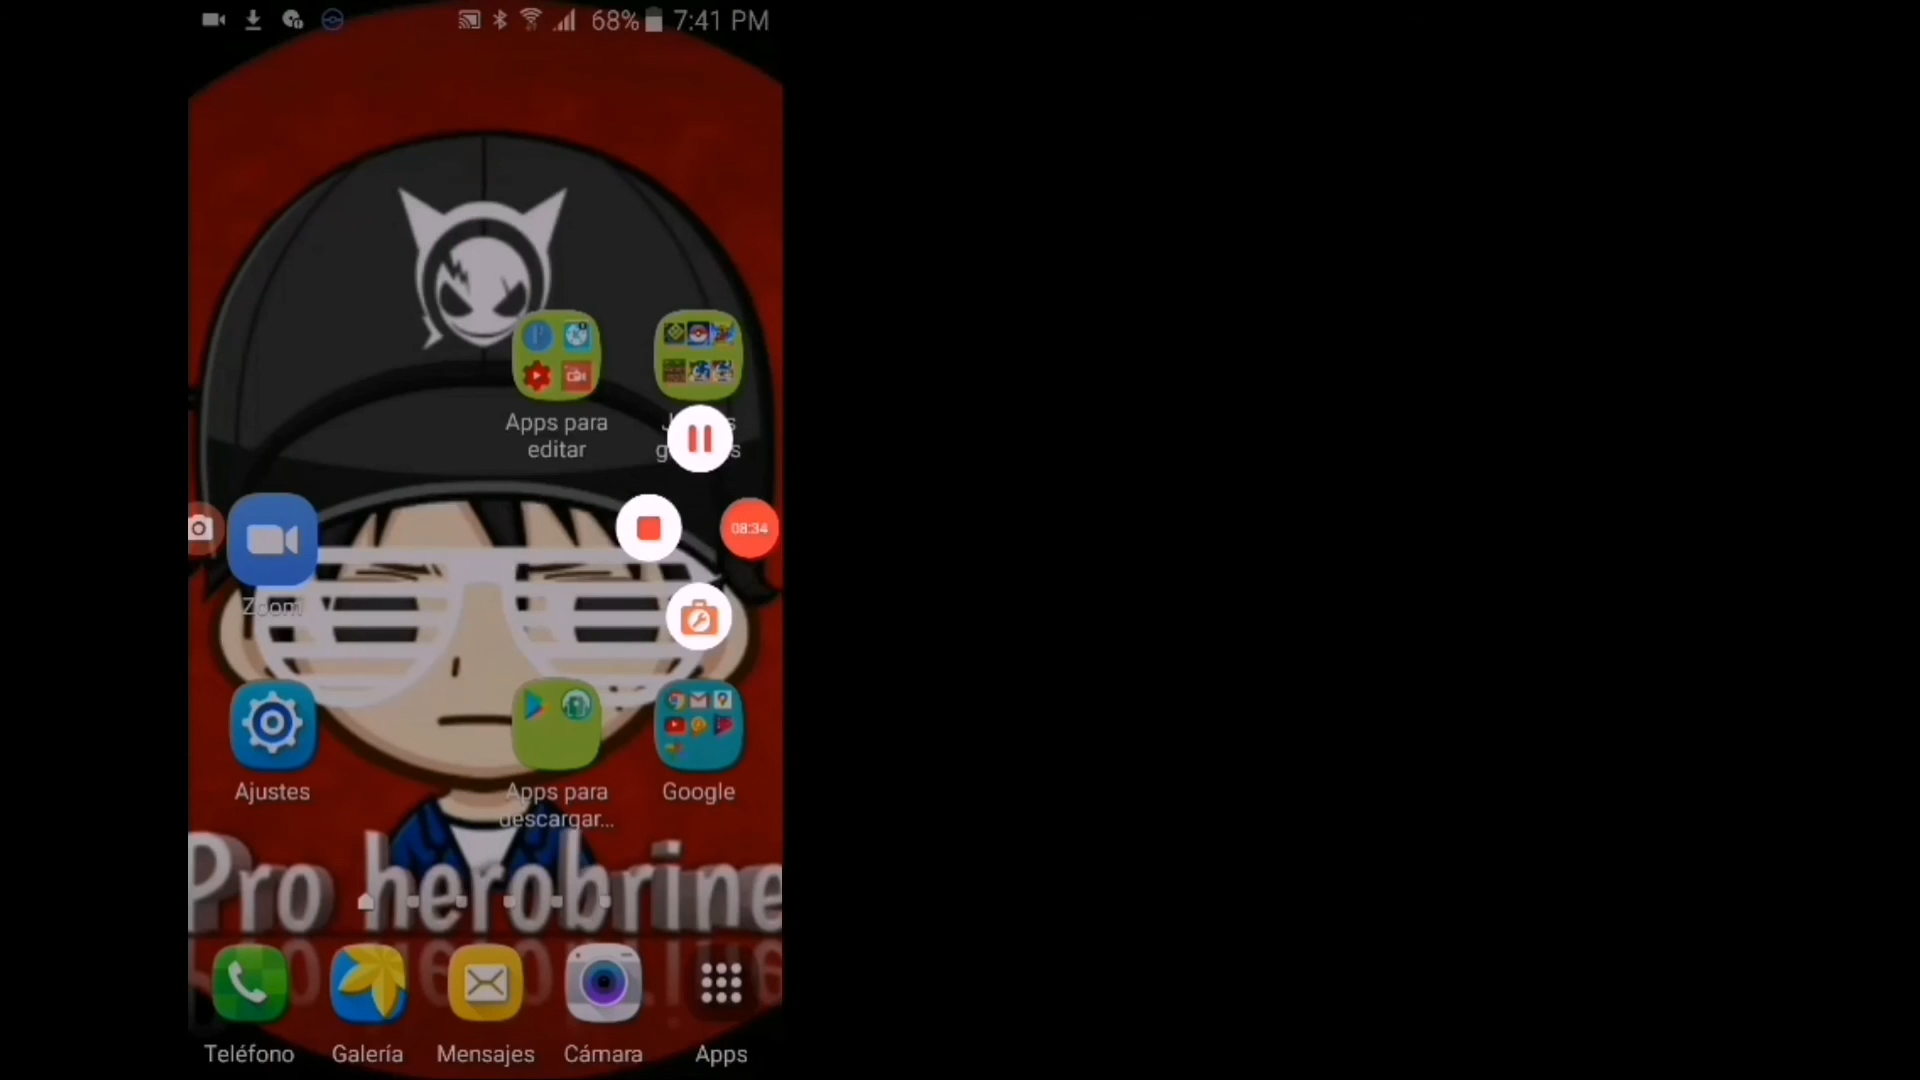 68% 7:41 PM
Apps para
editar
08:34
Zoom
Ajustes
Apps para
descargar...
Google
Pro herobrine
Teléfono
Galería
Mensajes
Cámara
Apps